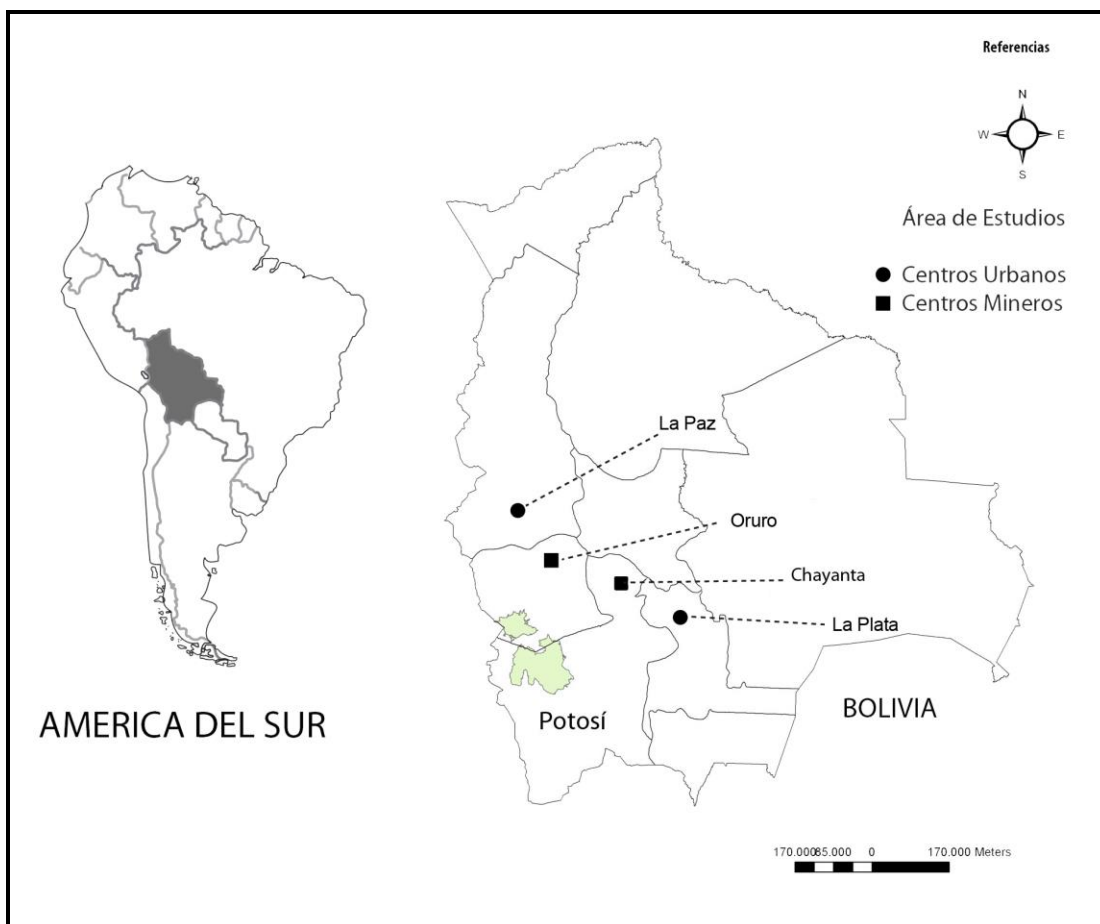 Referencias
N
W E
S
Área de Estudios
Centros Urbanos
Centros Mineros
La Paz
Oruro
Chayanta
La Plata
AMERICA DEL SUR
Potosí
BOLIVIA
170.000 85.000 0 170.000 Meters